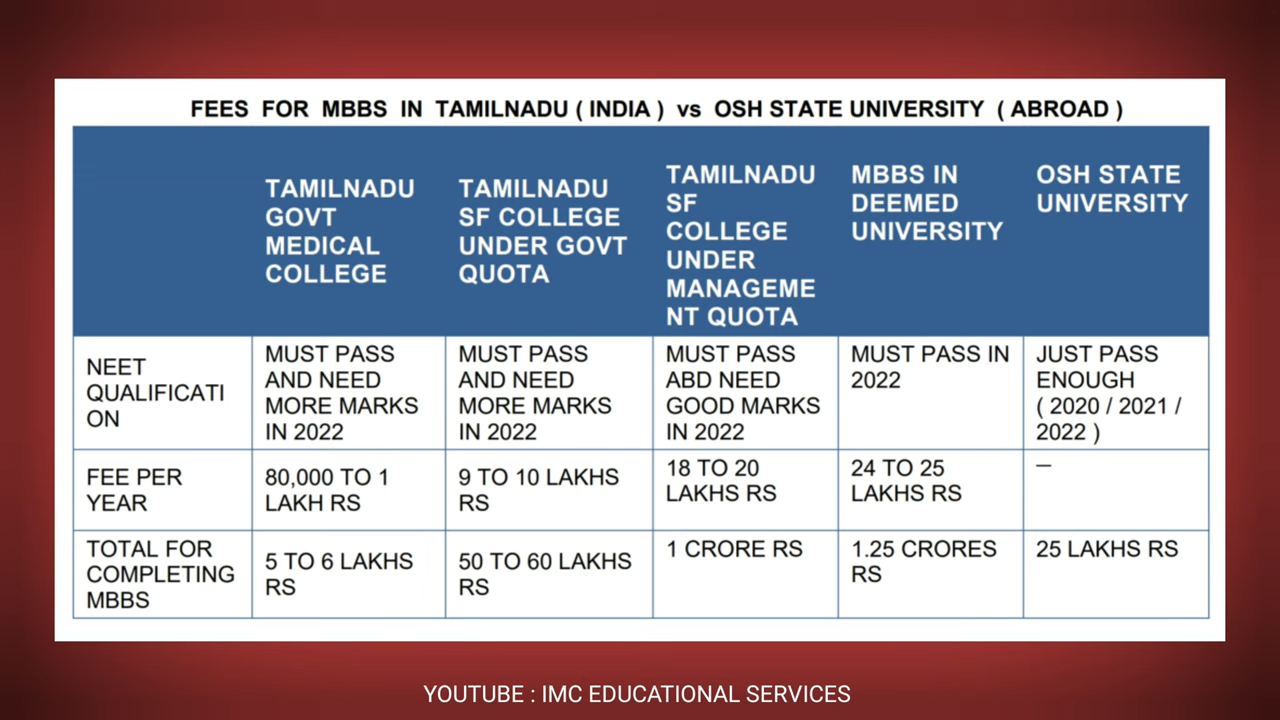 FEES FOR MBBS IN TAMILNADU ( INDIA ) vs OSH STATE UNIVERSITY ( ABROAD )
TAMILNADU
GOVT
MEDICAL
COLLEGE
TAMILNADU
SF COLLEGE
UNDER GOVT
QUOTA
TAMILNADU
SF
COLLEGE
UNDER
MANAGEME
NT QUOTA
MBBS IN
DEEMED
UNIVERSITY
OSH STATE
UNIVERSITY
NEET
QUALIFICATI
ON
MUST PASS
AND NEED
MORE MARKS
IN 2022
MUST PASS
AND NEED
MORE MARKS
IN 2022
MUST PASS
ABD NEED
GOOD MARKS
IN 2022
MUST PASS IN
2022
JUST PASS
ENOUGH
( 2020 / 2021 /
2022 )
FEE PER
YEAR
80,000 TO 1
LAKH RS
9 TO 10 LAKHS
RS
18 TO 20
LAKHS RS
24 TO 25
LAKHS RS
—
TOTAL FOR
COMPLETING
MBBS
5 TO 6 LAKHS
RS
50 TO 60 LAKHS
RS
1 CRORE RS
1.25 CRORES
RS
25 LAKHS RS
YOUTUBE : IMC EDUCATIONAL SERVICES